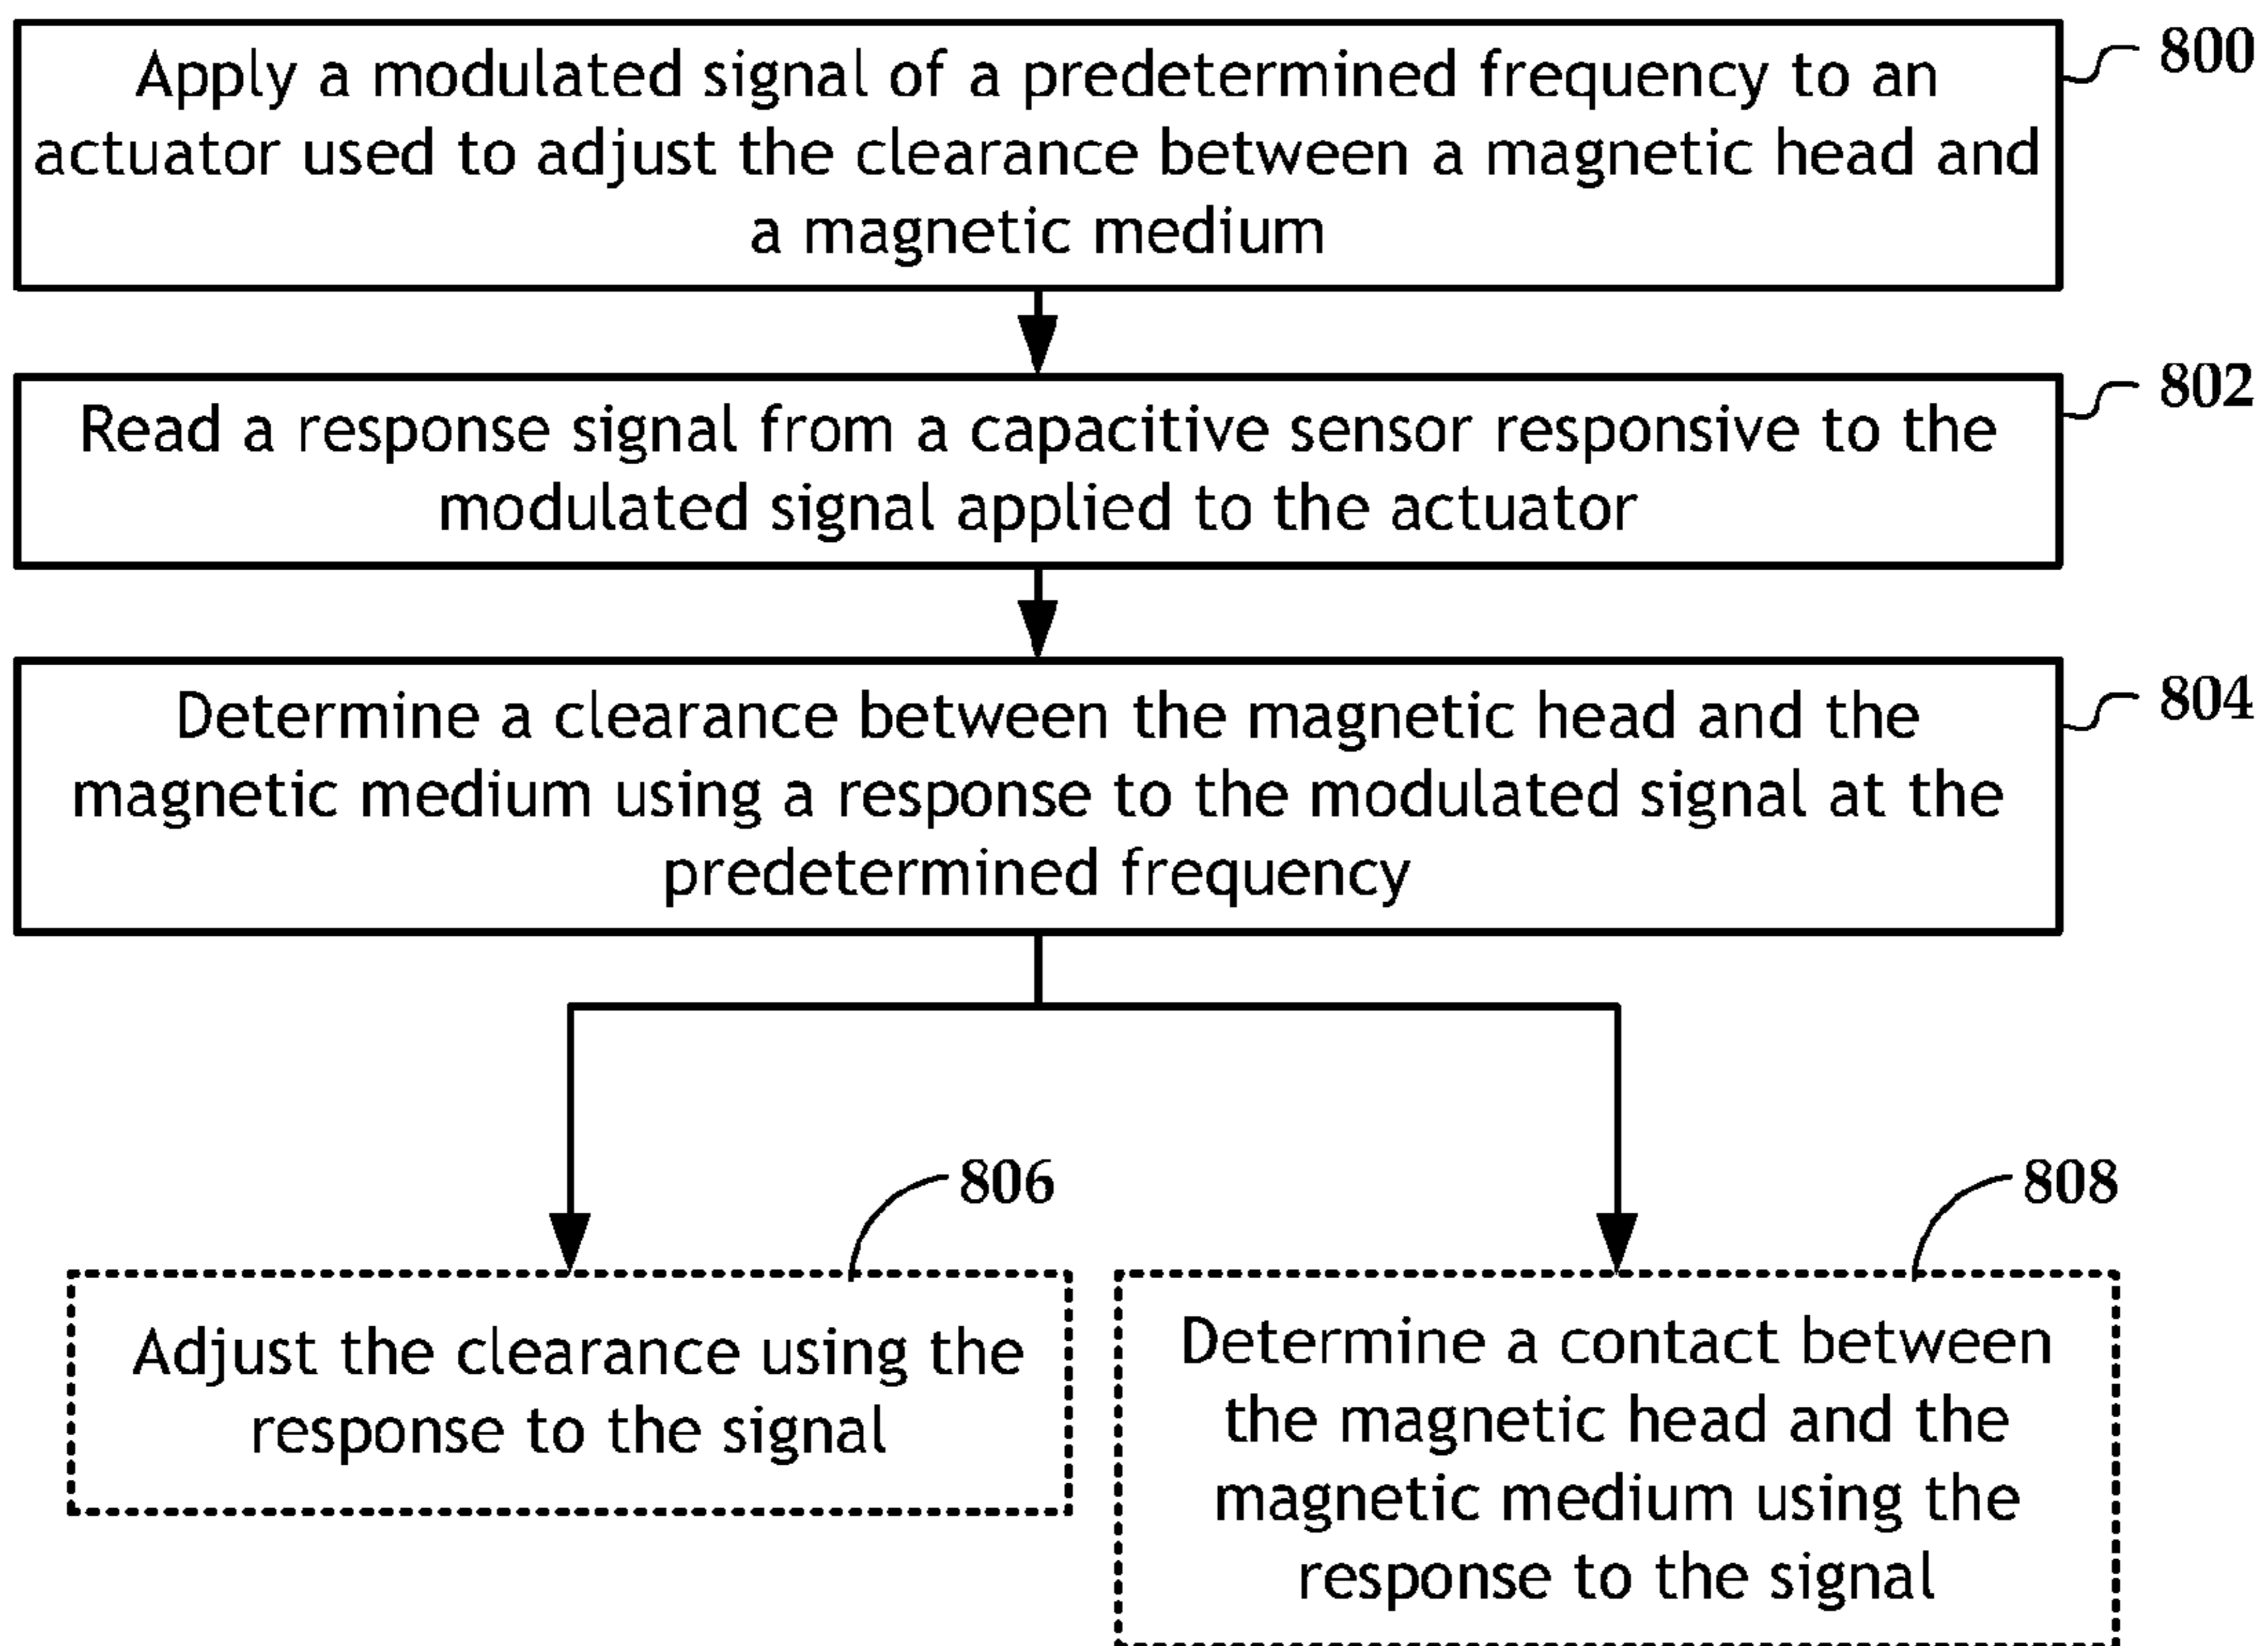 Apply a modulated signal of a predetermined frequency to an
actuator used to adjust the clearance between a magnetic head and
a magnetic medium
800
Read a response signal from a capacitive sensor responsive to the
modulated signal applied to the actuator
802
Determine a clearance between the magnetic head and the
magnetic medium using a response to the modulated signal at the
predetermined frequency
804
806
Adjust the clearance using the
response to the signal
808
Determine a contact between
the magnetic head and the
magnetic medium using the
response to the signal